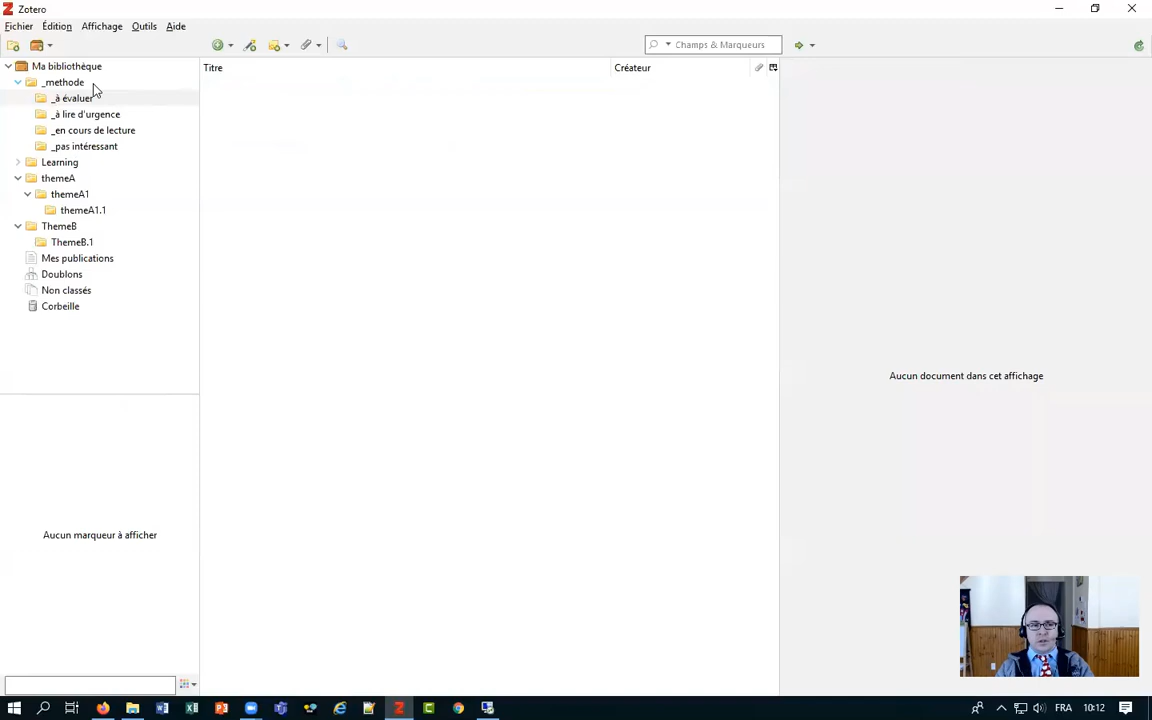 Zotero
Fichier Édition Affichage Outils Aide
Champs & Marqueurs
Ma bibliothèque
_methode
_à évaluer
_à lire d'urgence
_en cours de lecture
_pas intéressant
Learning
themeA
themeA1
themeA1.1
ThemeB
ThemeB.1
Mes publications
Doublons
Non classés
Corbeille
Titre Créateur
Aucun document dans cet affichage
Aucun marqueur à afficher
FRA 10:12